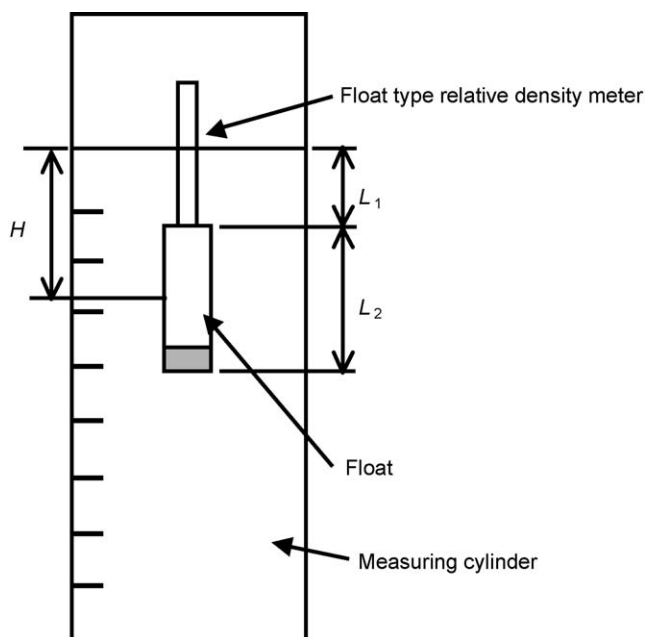 Float type relative density meter
L1
H
L2
Float
Measuring cylinder